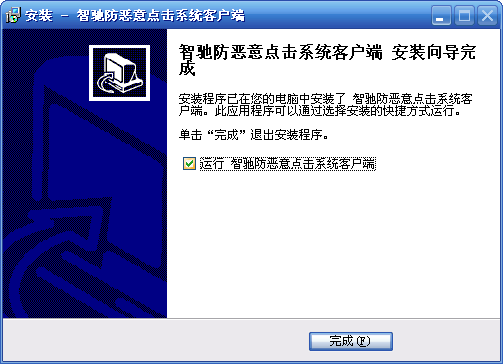 安装 - 智驰防恶意点击系统客户端
智驰防恶意点击系统客户端 安装向导完
成
安装程序已在您的电脑中安装了 智驰防恶意点击系统客
户端。此应用程序可以通过选择安装的快捷方式运行。
单击“完成”退出安装程序。
运行 智驰防恶意点击系统客户端
完成(F)